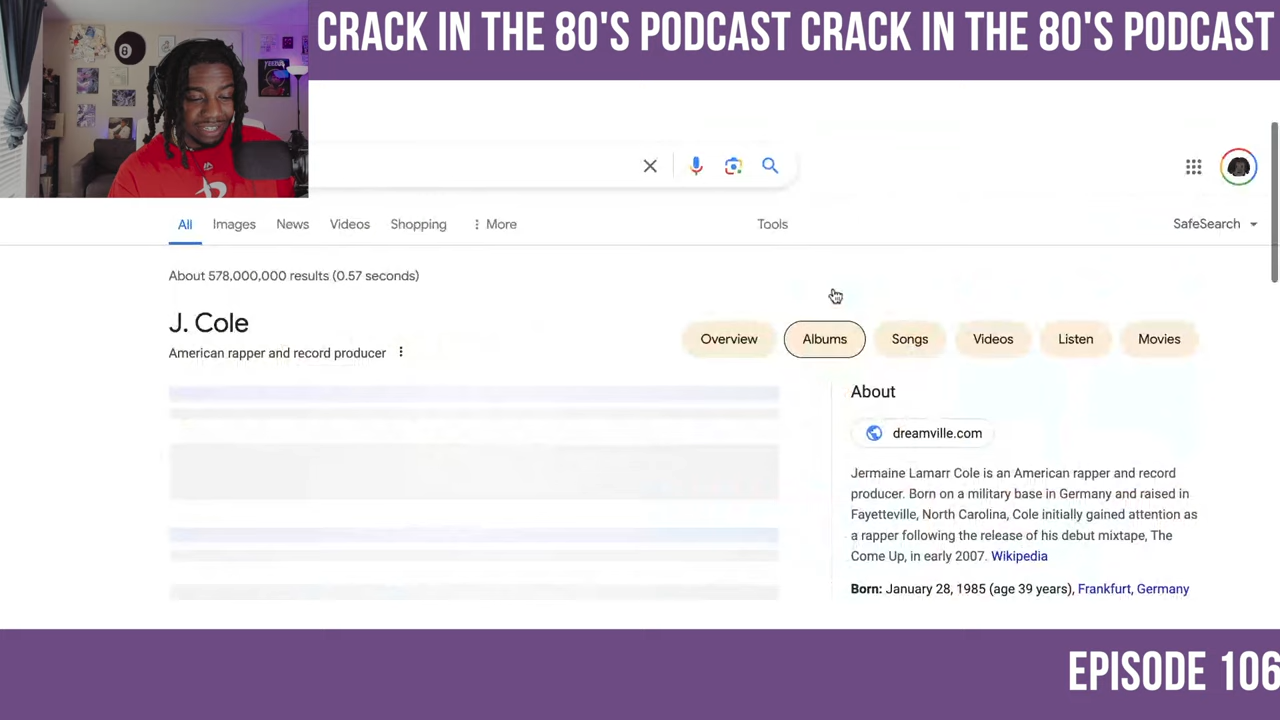 CRACK IN THE 80'S PODCAST CRACK IN THE 80'S PODCAST
8
All
Images
News
Videos
Shopping
More
Tools
SafeSearch
About 578,000,000 results (0.57 seconds)
J. Cole
American rapper and record producer
Overview
Albums
Songs
Videos
Listen
Movies
About
dreamville.com
Jermaine Lamarr Cole is an American rapper and record
producer. Born on a military base in Germany and raised in
Fayetteville, North Carolina, Cole initially gained attention as
a rapper following the release of his debut mixtape, The
Come Up, in early 2007. Wikipedia
Born: January 28, 1985 (age 39 years), Frankfurt, Germany
EPISODE 106